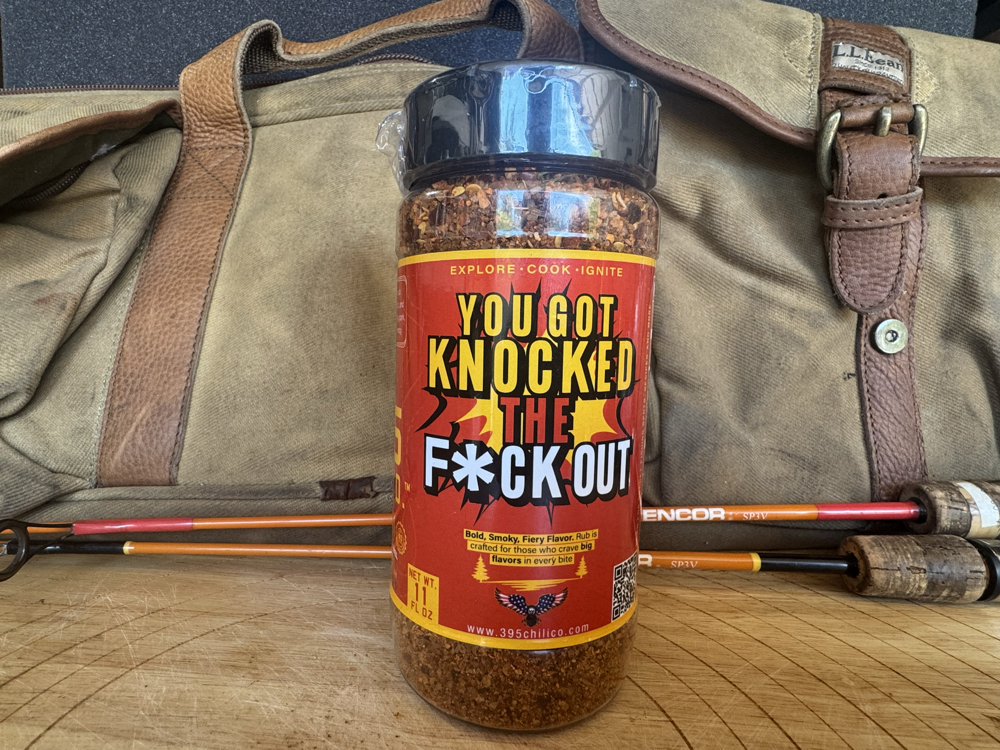 L.L.Bean
EXPLORE · COOK · IGNITE
YOU GOT
KNOCKED
THE
F*CK OUT
Bold, Smoky, Fiery Flavor. Rub is
crafted for those who crave big
flavors in every bite
NET WT.
11
FL OZ
www.395chilico.com
ENCOR
SP3V
R.
SP3V